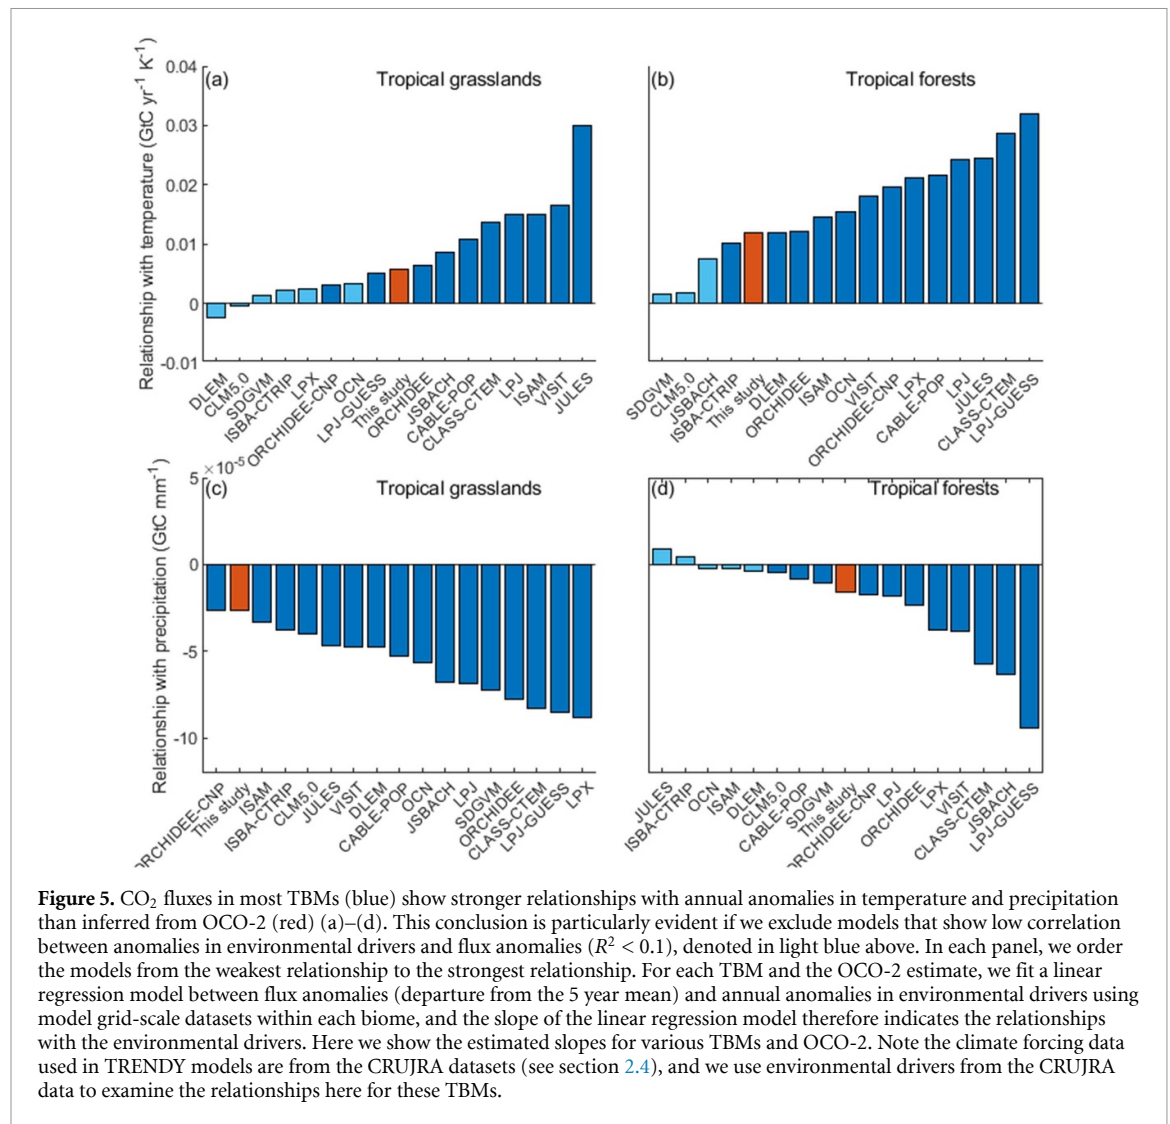 Relationship with temperature (GtC yr-1 K-1)
0.04
0.03
0.02
0.01
0
-0.01
(a)
Tropical grasslands
DLEM
CLM5.0
SDGVM
ISBA-CTRIP
LPX
ORCHIDEE-CNP
OCN
LPJ-GUESS
This study
ORCHIDEE
JSBACH
CABLE-POP
CLASS-CTEM
LPJ
ISAM
VISIT
JULES
(b)
Tropical forests
SDGVM
CLM5.0
JSBACH
ISBA-CTRIP
This study
DLEM
ORCHIDEE
ISAM
OCN
VISIT
ORCHIDEE-CNP
LPX
CABLE-POP
LPJ
JULES
CLASS-CTEM
LPJ-GUESS
Relationship with precipitation (GtC mm-1)
×10-5
5
0
-5
-10
(c)
Tropical grasslands
ORCHIDEE-CNP
This study
ISAM
ISBA-CTRIP
CLM5.0
JULES
VISIT
DLEM
CABLE-POP
OCN
JSBACH
LPJ
SDGVM
ORCHIDEE
CLASS-CTEM
LPJ-GUESS
LPX
(d)
Tropical forests
JULES
ISBA-CTRIP
OCN
ISAM
DLEM
CLM5.0
CABLE-POP
SDGVM
This study
ORCHIDEE-CNP
LPJ
ORCHIDEE
LPX
VISIT
CLASS-CTEM
JSBACH
LPJ-GUESS
Figure 5. CO2 fluxes in most TBMs (blue) show stronger relationships with annual anomalies in temperature and precipitation
than inferred from OCO-2 (red) (a)–(d). This conclusion is particularly evident if we exclude models that show low correlation
between anomalies in environmental drivers and flux anomalies (R2 < 0.1), denoted in light blue above. In each panel, we order
the models from the weakest relationship to the strongest relationship. For each TBM and the OCO-2 estimate, we fit a linear
regression model between flux anomalies (departure from the 5 year mean) and annual anomalies in environmental drivers using
model grid-scale datasets within each biome, and the slope of the linear regression model therefore indicates the relationships
with the environmental drivers. Here we show the estimated slopes for various TBMs and OCO-2. Note the climate forcing data
used in TRENDY models are from the CRUJRA datasets (see section 2.4), and we use environmental drivers from the CRUJRA
data to examine the relationships here for these TBMs.